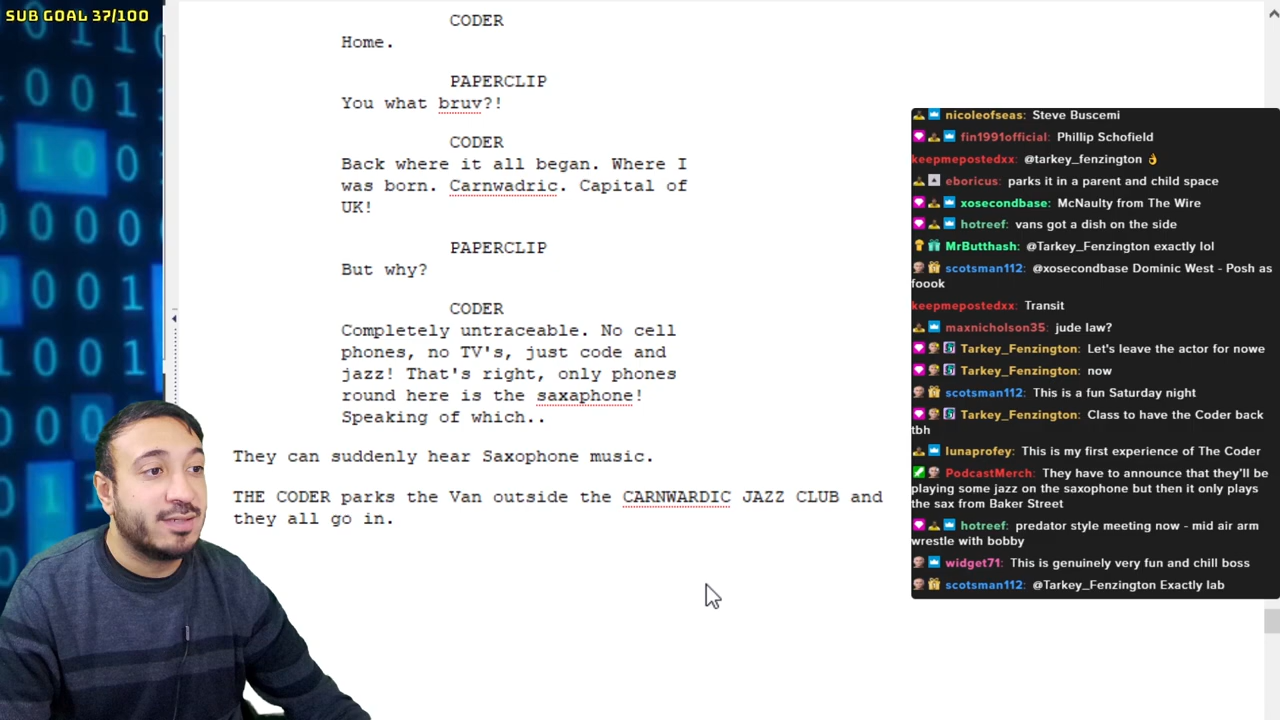 SUB GOAL 37/100
CODER
Home.
PAPERCLIP
You what bruv?!
CODER
Back where it all began. Where I
was born. Carnwadric. Capital of
UK!
PAPERCLIP
But why?
CODER
Completely untraceable. No cell
phones, no TV's, just code and
jazz! That's right, only phones
round here is the saxaphone!
Speaking of which..
They can suddenly hear Saxophone music.
THE CODER parks the Van outside the CARNWARDIC JAZZ CLUB and
they all go in.
nicoleofseas: Steve Buscemi
fin1991official: Phillip Schofield
keepmepostedxx: @tarkey_fenzington 👌
eboricus: parks it in a parent and child space
xosecondbase: McNaulty from The Wire
hotreef: vans got a dish on the side
MrButthash: @Tarkey_Fenzington exactly lol
scotsman112: @xosecondbase Dominic West - Posh as
foook
keepmepostedxx: Transit
maxnicholson35: jude law?
Tarkey_Fenzington: Let's leave the actor for nowe
Tarkey_Fenzington: now
scotsman112: This is a fun Saturday night
Tarkey_Fenzington: Class to have the Coder back
tbh
lunaprofey: This is my first experience of The Coder
PodcastMerch: They have to announce that they'll be
playing some jazz on the saxophone but then it only plays
the sax from Baker Street
hotreef: predator style meeting now - mid air arm
wrestle with bobby
widget71: This is genuinely very fun and chill boss
scotsman112: @Tarkey_Fenzington Exactly lab